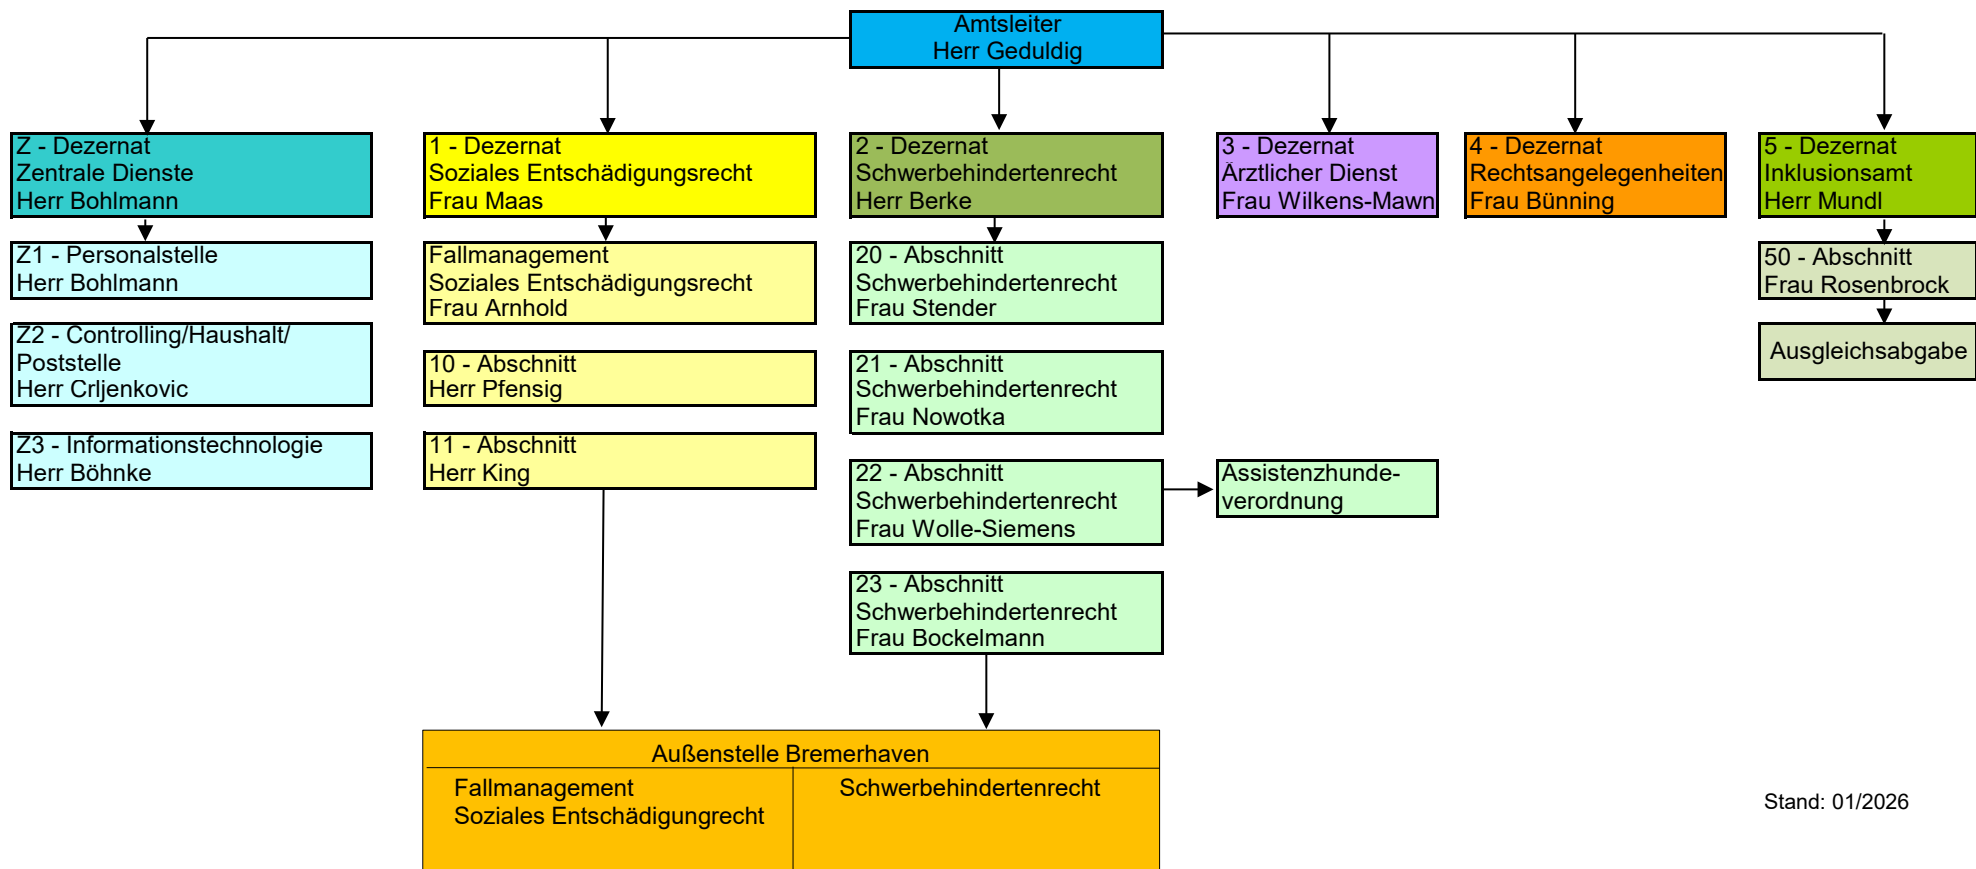 Amtsleiter
Herr Geduldig
Z - Dezernat
Zentrale Dienste
Herr Bohlmann
1 - Dezernat
Soziales Entschädigungsrecht
Frau Maas
2 - Dezernat
Schwerbehindertenrecht
Herr Berke
3 - Dezernat
Ärztlicher Dienst
Frau Wilkens-Mawn
4 - Dezernat
Rechtsangelegenheiten
Frau Bünning
5 - Dezernat
Inklusionsamt
Herr Mundl
Z1 - Personalstelle
Herr Bohlmann
Z2 - Controlling/Haushalt/
Poststelle
Herr Crljenkovic
Z3 - Informationstechnologie
Herr Böhnke
Fallmanagement
Soziales Entschädigungsrecht
Frau Arnhold
10 - Abschnitt
Herr Pfensig
11 - Abschnitt
Herr King
20 - Abschnitt
Schwerbehindertenrecht
Frau Stender
21 - Abschnitt
Schwerbehindertenrecht
Frau Nowotka
22 - Abschnitt
Schwerbehindertenrecht
Frau Wolle-Siemens
Assistenzhunde-
verordnung
23 - Abschnitt
Schwerbehindertenrecht
Frau Bockelmann
50 - Abschnitt
Frau Rosenbrock
Ausgleichsabgabe
Außenstelle Bremerhaven
Fallmanagement
Soziales Entschädigungrecht
Schwerbehindertenrecht
Stand: 01/2026